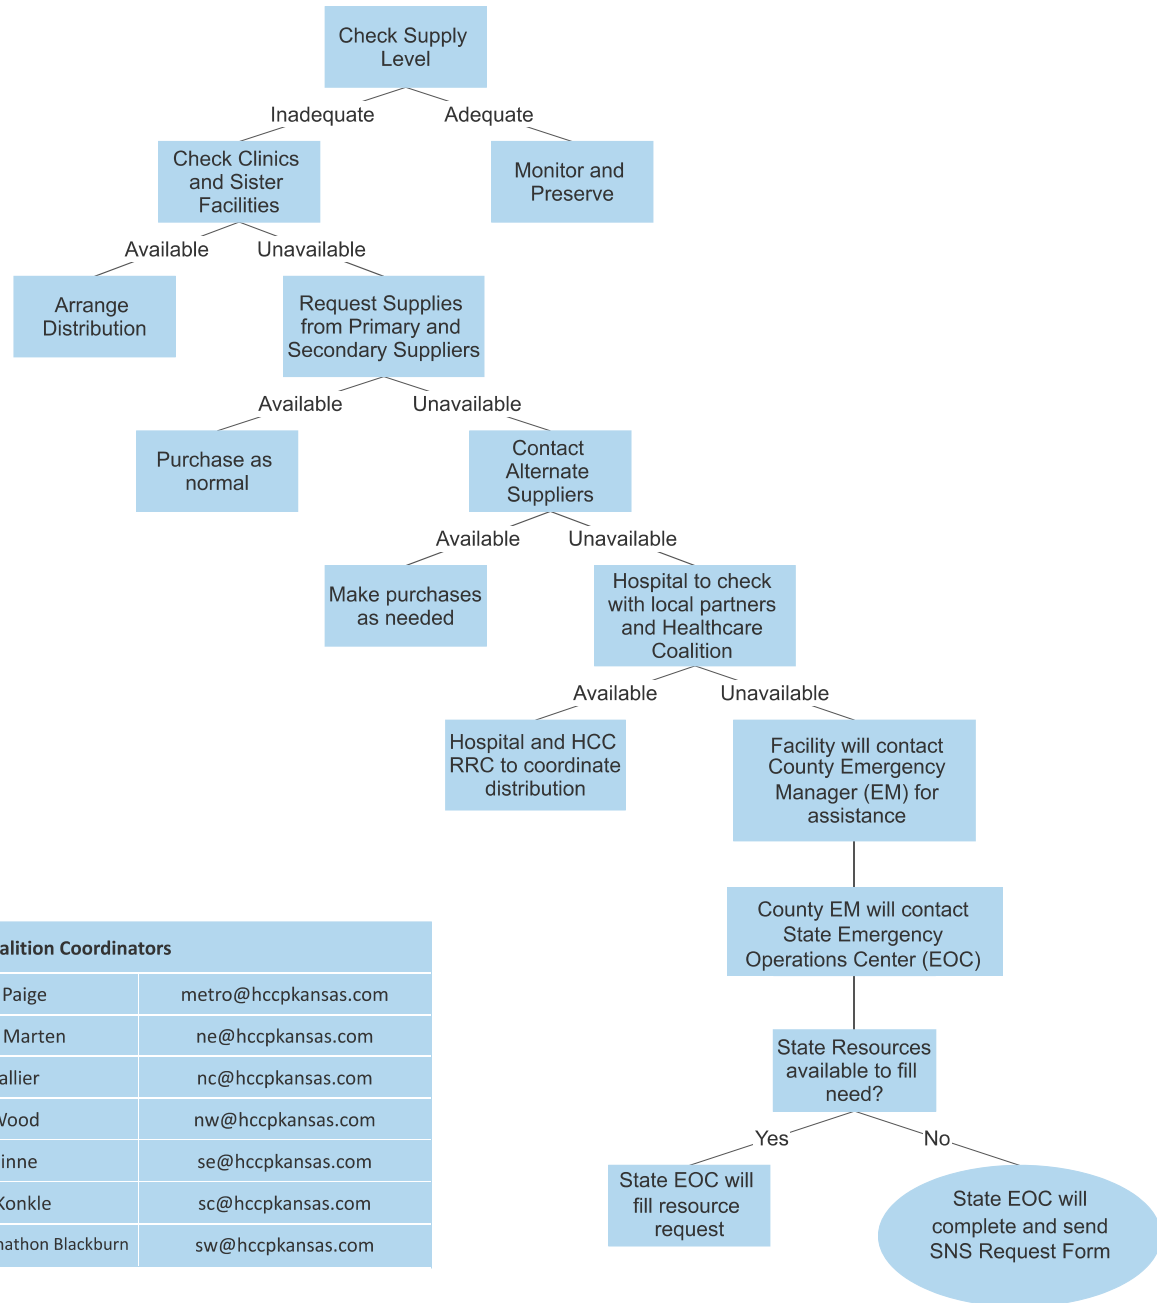 Check Supply
Level
Inadequate
Adequate
Check Clinics
and Sister
Facilities
Monitor and
Preserve
Available
Unavailable
Arrange
Distribution
Request Supplies
from Primary and
Secondary Suppliers
Available
Unavailable
Purchase as
normal
Contact
Alternate
Suppliers
Available
Unavailable
Make purchases
as needed
Hospital to check
with local partners
and Healthcare
Coalition
Available
Unavailable
Hospital and HCC
RRC to coordinate
distribution
Facility will contact
County Emergency
Manager (EM) for
assistance
County EM will contact
State Emergency
Operations Center (EOC)
State Resources
available to fill
need?
Yes
No
State EOC will
fill resource
request
State EOC will
complete and send
SNS Request Form
alition Coordinators
Paige metro@hccpkansas.com
Marten ne@hccpkansas.com
allier nc@hccpkansas.com
Wood nw@hccpkansas.com
inne se@hccpkansas.com
Konkle sc@hccpkansas.com
nathon Blackburn sw@hccpkansas.com